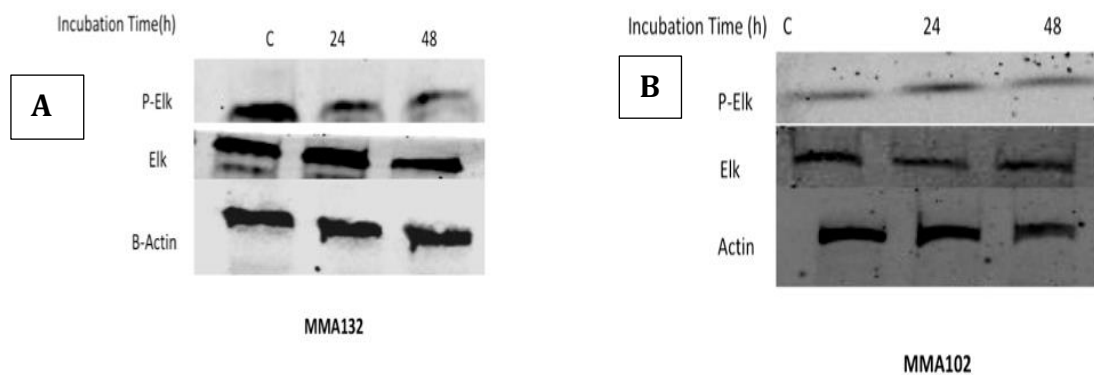 Incubation Time(h)
C 24 48
A
P-Elk
Elk
B-Actin
MMA132
Incubation Time (h) C 24 48
B
P-Elk
Elk
Actin
MMA102